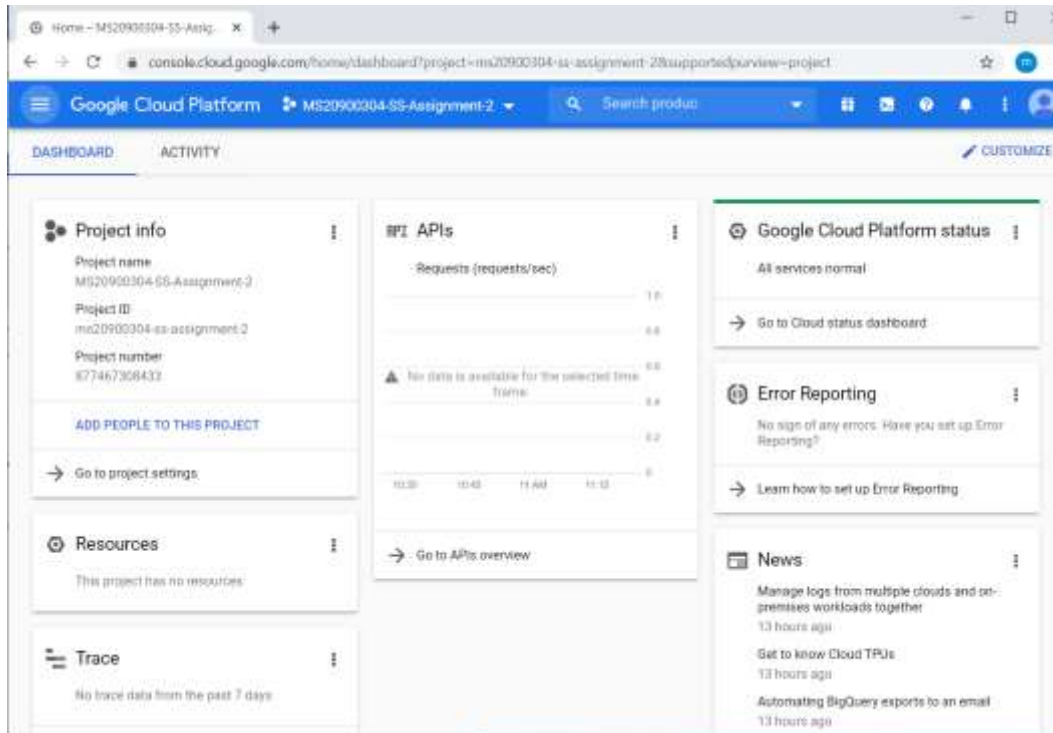 Home – MS20900304-SS-Assig
console.cloud.google.com/home/dashboard?project=ms20900304-ss-assignment-2&supportedpurview=project
m
Google Cloud Platform
MS20900304-SS-Assignment-2
Search produc
DASHBOARD
ACTIVITY
CUSTOMIZE
Project info
Project name
MS20900304-SS-Assignment-2
Project ID
ms20900304-ss-assignment-2
Project number
877467308433
ADD PEOPLE TO THIS PROJECT
Go to project settings
Resources
This project has no resources
Trace
No trace data from the past 7 days
API APIs
Requests (requests/sec)
1.0
0.8
0.6
No data is available for the selected time
frame.
0.4
0.2
0
10:30
10:45
11 AM
11:15
Go to APIs overview
Google Cloud Platform status
All services normal
Go to Cloud status dashboard
Error Reporting
No sign of any errors. Have you set up Error
Reporting?
Learn how to set up Error Reporting
News
Manage logs from multiple clouds and on-
premises workloads together
13 hours ago
Get to know Cloud TPUs
13 hours ago
Automating BigQuery exports to an email
13 hours ago